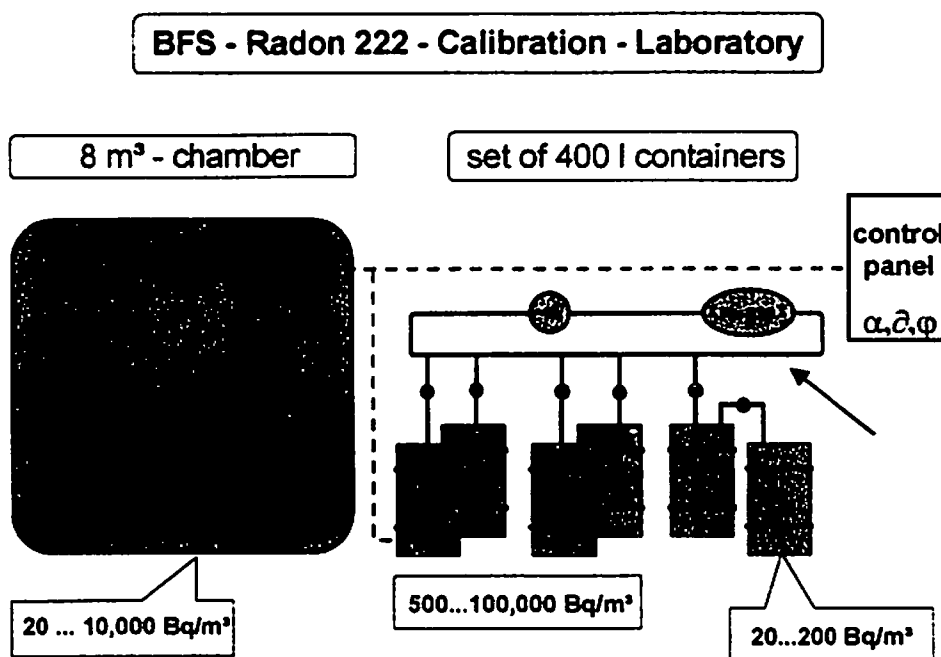 BFS - Radon 222 - Calibration - Laboratory
8 m³ - chamber
set of 400 l containers
control
panel
α,∂,φ
20 ... 10,000 Bq/m³
500...100,000 Bq/m³
20...200 Bq/m³